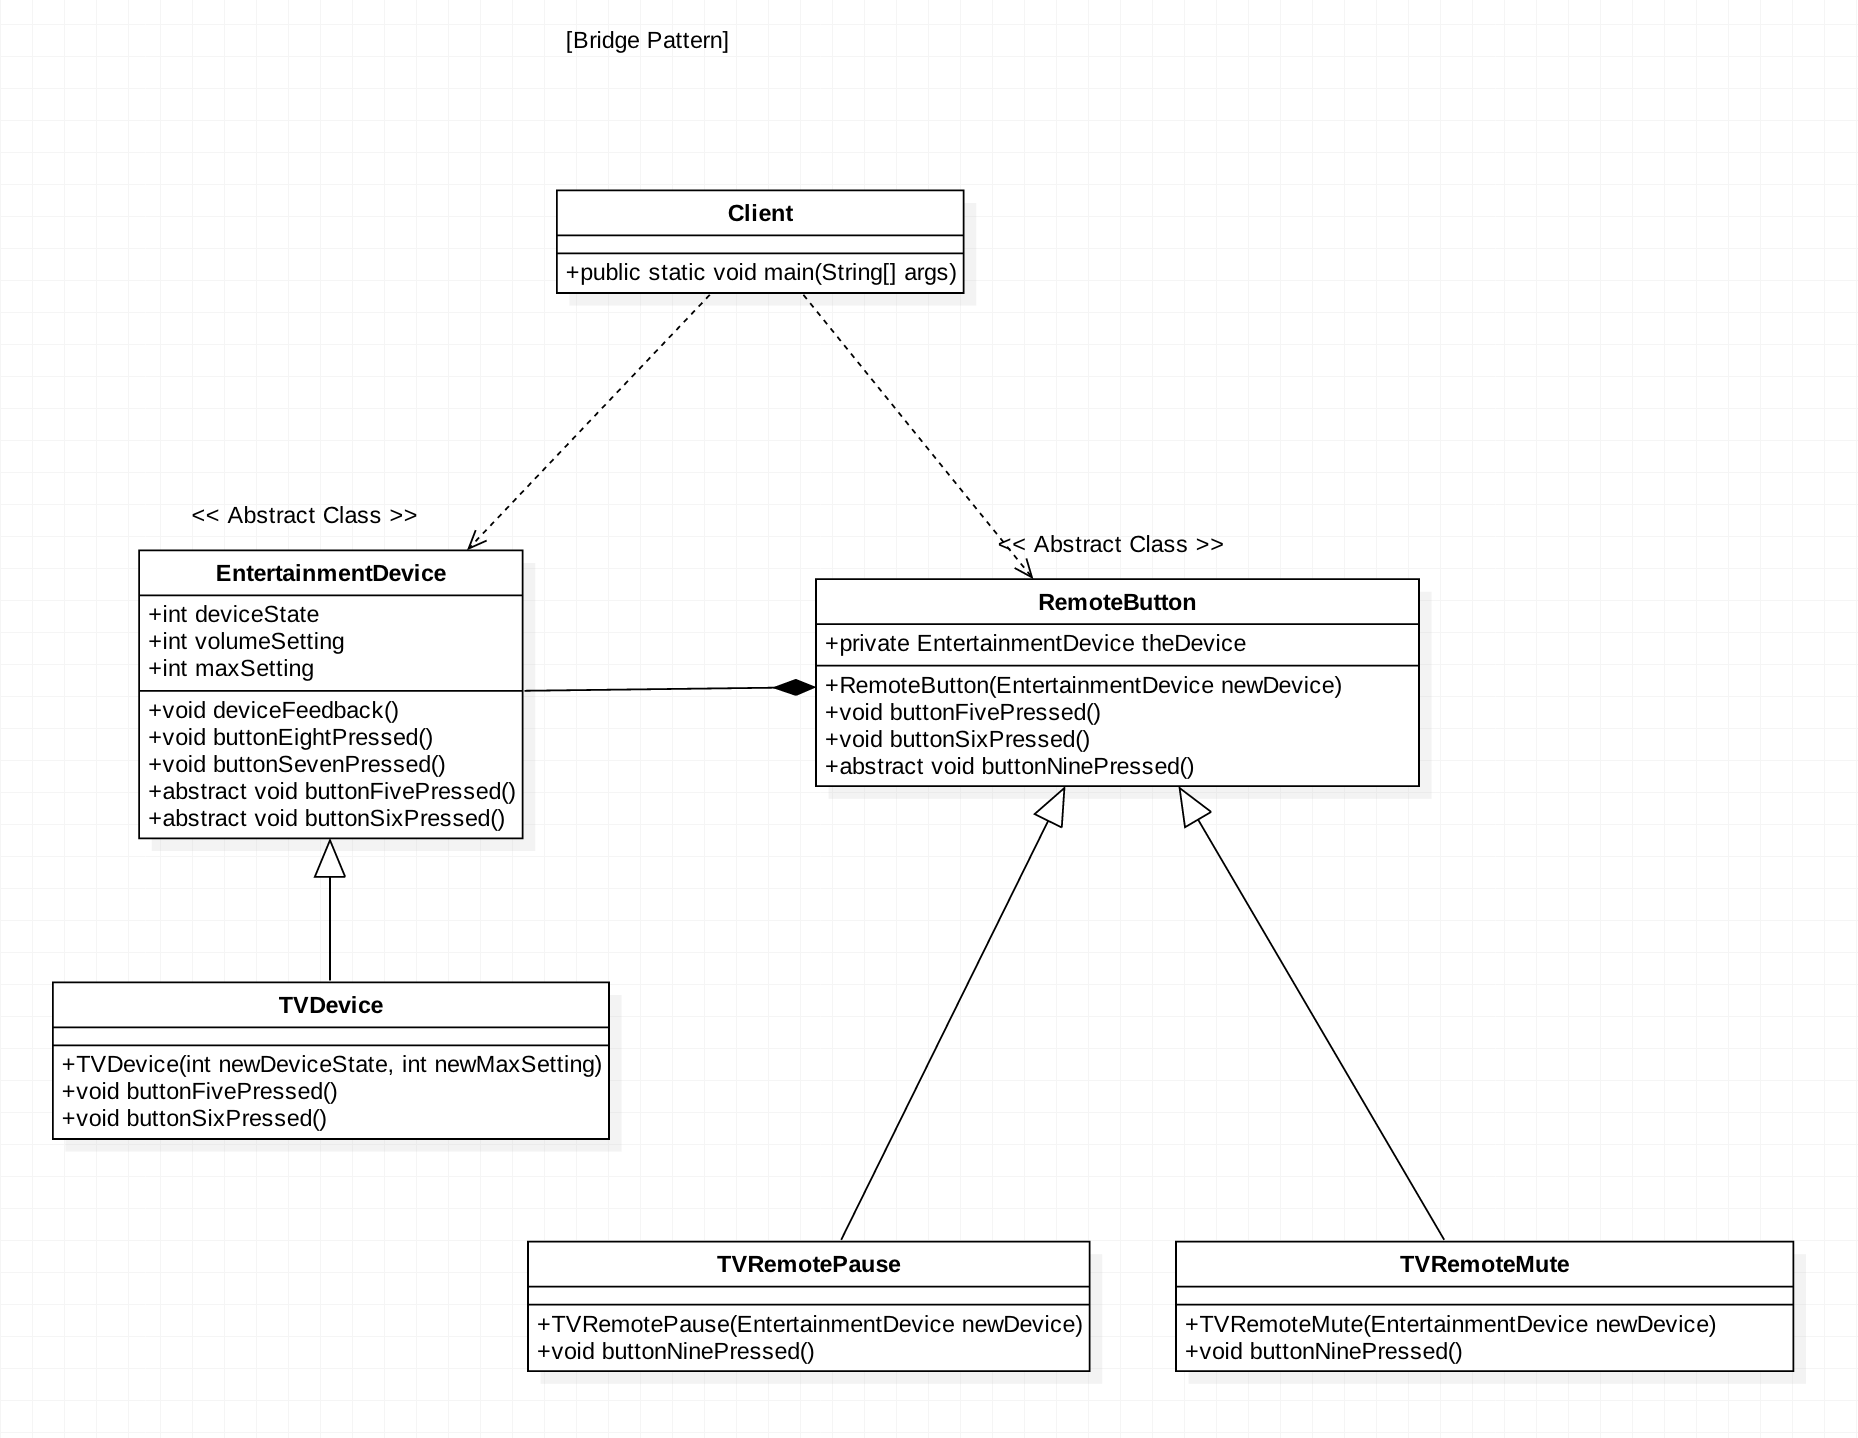 [Bridge Pattern]
Client
+public static void main(String[] args)
<< Abstract Class >>
EntertainmentDevice
+int deviceState
+int volumeSetting
+int maxSetting
+void deviceFeedback()
+void buttonEightPressed()
+void buttonSevenPressed()
+abstract void buttonFivePressed()
+abstract void buttonSixPressed()
<< Abstract Class >>
RemoteButton
+private EntertainmentDevice theDevice
+RemoteButton(EntertainmentDevice newDevice)
+void buttonFivePressed()
+void buttonSixPressed()
+abstract void buttonNinePressed()
TVDevice
+TVDevice(int newDeviceState, int newMaxSetting)
+void buttonFivePressed()
+void buttonSixPressed()
TVRemotePause
+TVRemotePause(EntertainmentDevice newDevice)
+void buttonNinePressed()
TVRemoteMute
+TVRemoteMute(EntertainmentDevice newDevice)
+void buttonNinePressed()